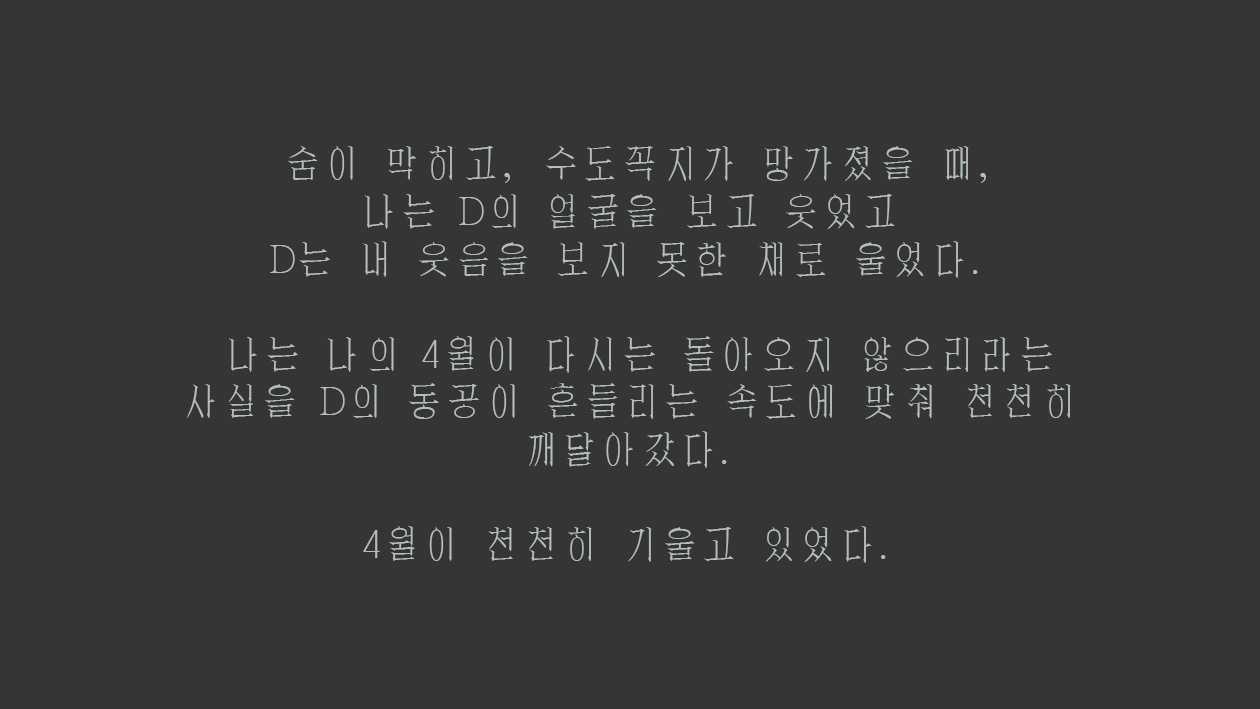 숨이 막히고, 수도꼭지가 망가졌을 때,
나는 D의 얼굴을 보고 웃었고
D는 내 웃음을 보지 못한 채로 울었다.
나는 나의 4월이 다시는 돌아오지 않으리라는
사실을 D의 동공이 흔들리는 속도에 맞춰 천천히
깨달아갔다.
4월이 천천히 기울고 있었다.